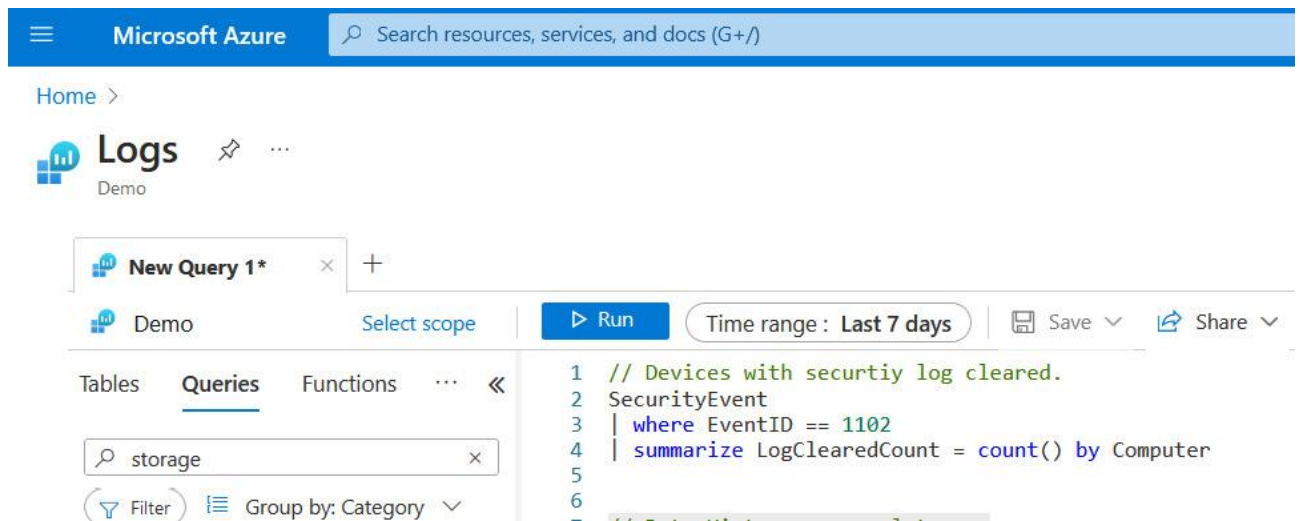 Microsoft Azure
Search resources, services, and docs (G+/)
Home >
Logs ...
Demo
New Query 1* × +
Demo Select scope Run Time range : Last 7 days Save Share
Tables Queries Functions ... «
storage ×
Filter Group by: Category
1 // Devices with securtiy log cleared.
2 SecurityEvent
3 | where EventID == 1102
4 | summarize LogClearedCount = count() by Computer
5
6